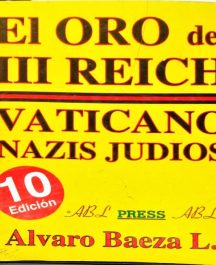 El ORO de
III REICH
VATICANO
NAZIS JUDIOS
10
Edición
ABL PRESS ABL
Alvaro Baeza L.